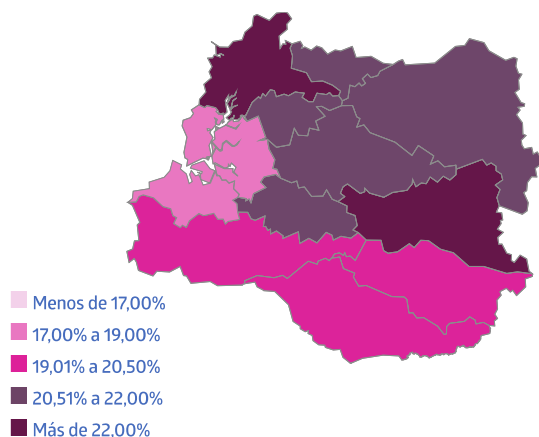 Menos de 17,00%
17,00% a 19,00%
19,01% a 20,50%
20,51% a 22,00%
Más de 22,00%